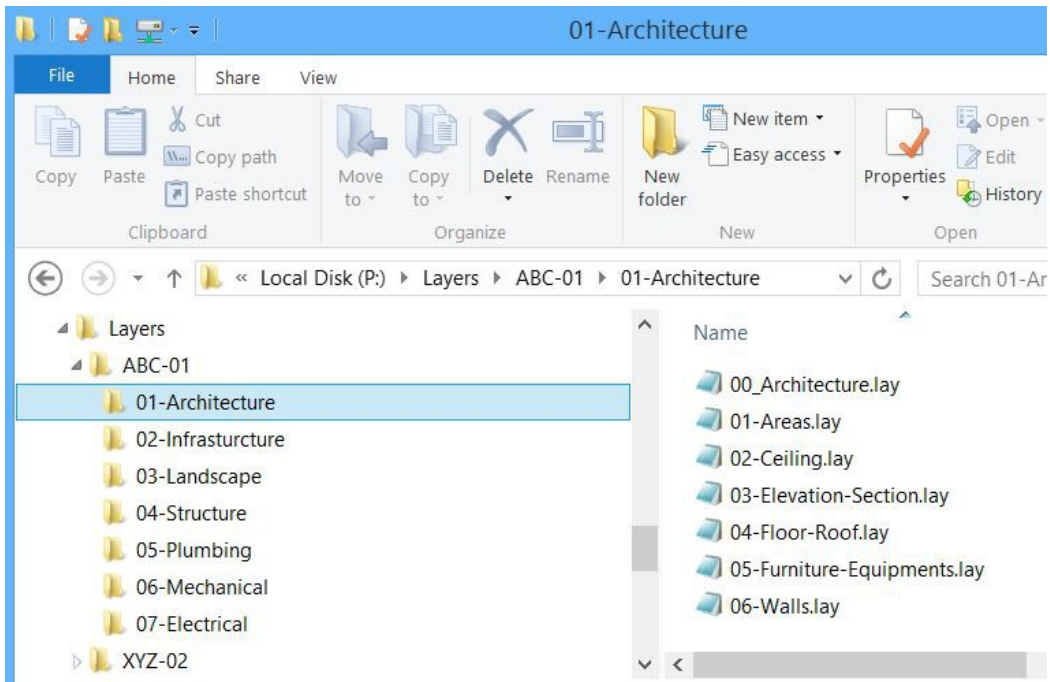 01-Architecture
File Home Share View
Copy
Paste
Cut
Copy path
Paste shortcut
Clipboard
Move to
Copy to
Delete
Rename
Organize
New folder
New item
Easy access
New
Properties
Open
Edit
History
Open
« Local Disk (P:) Layers ABC-01 01-Architecture
Search 01-Ar
Layers
ABC-01
01-Architecture
02-Infrasturcture
03-Landscape
04-Structure
05-Plumbing
06-Mechanical
07-Electrical
XYZ-02
Name
00_Architecture.lay
01-Areas.lay
02-Ceiling.lay
03-Elevation-Section.lay
04-Floor-Roof.lay
05-Furniture-Equipments.lay
06-Walls.lay